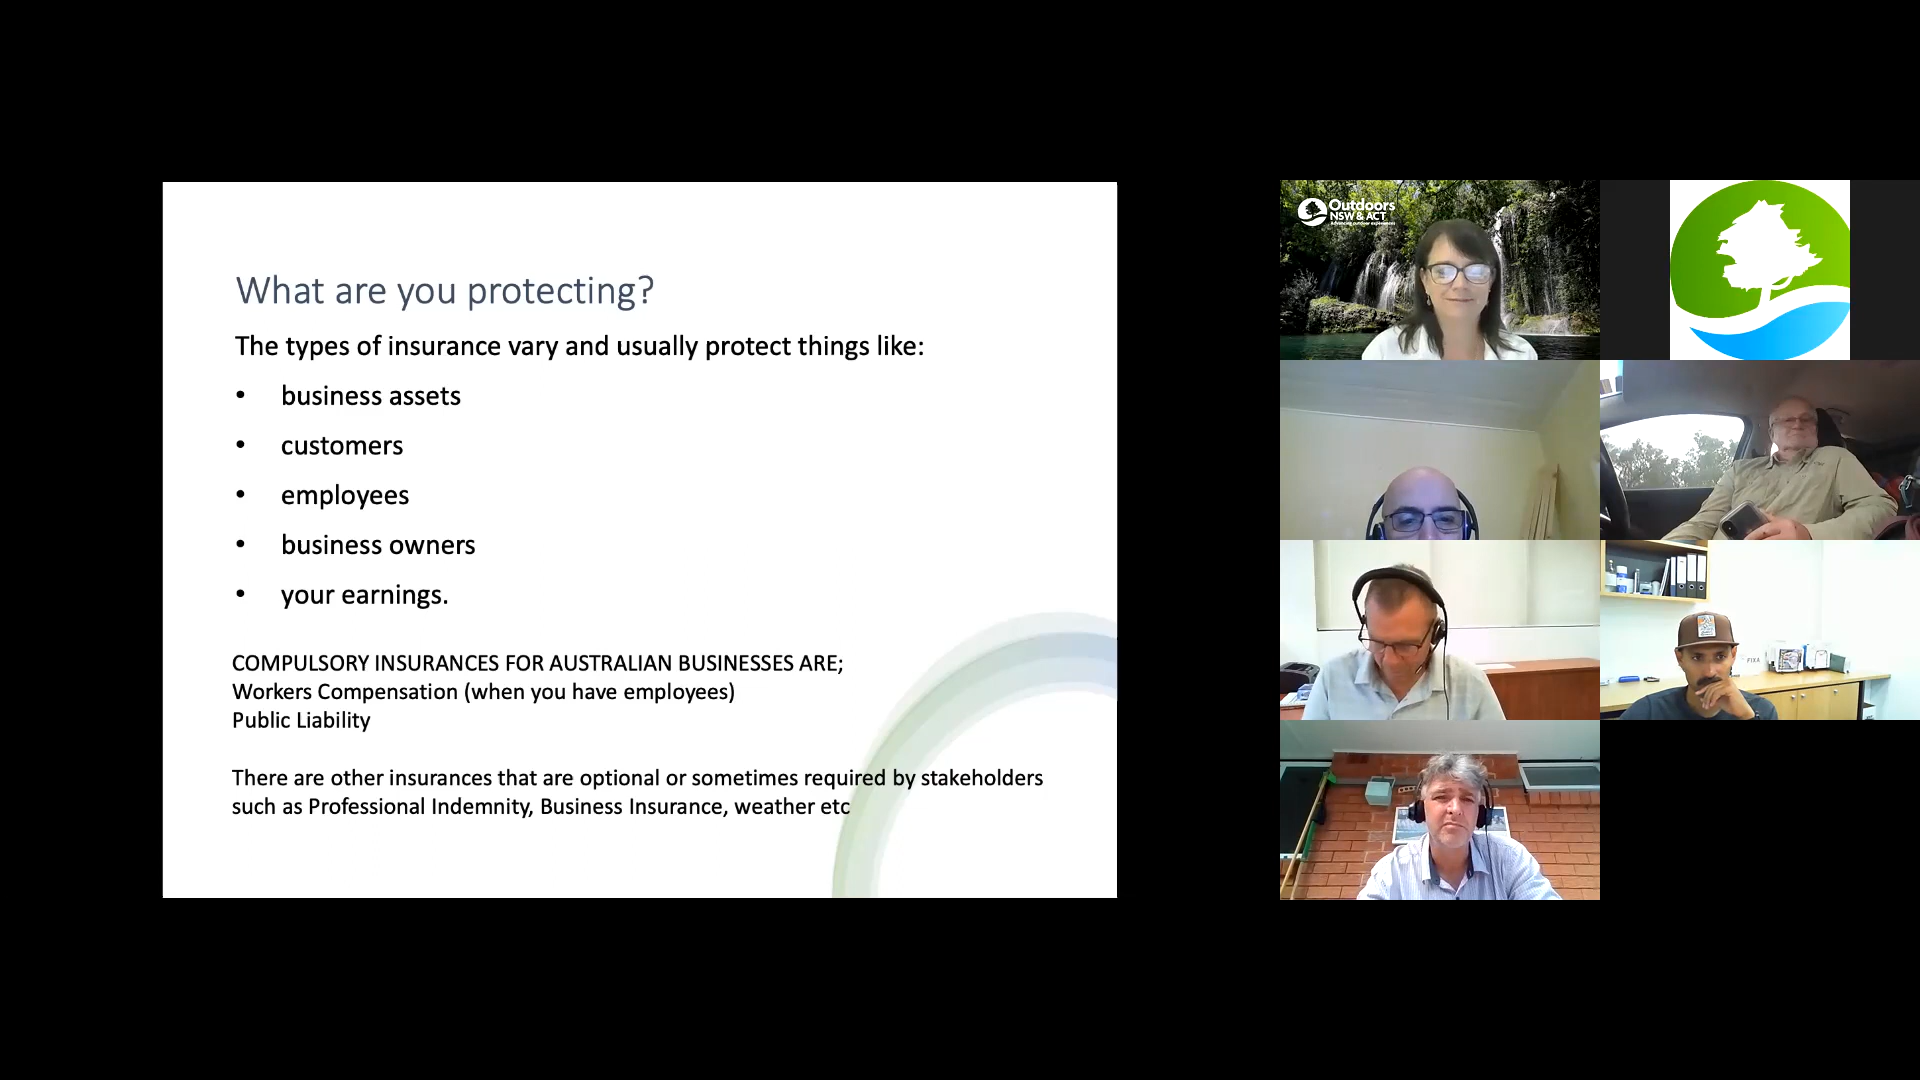 What are you protecting?
The types of insurance vary and usually protect things like:
• business assets
• customers
• employees
• business owners
• your earnings.
COMPULSORY INSURANCES FOR AUSTRALIAN BUSINESSES ARE;
Workers Compensation (when you have employees)
Public Liability
There are other insurances that are optional or sometimes required by stakeholders
such as Professional Indemnity, Business Insurance, weather etc
Outdoors
NSW & ACT